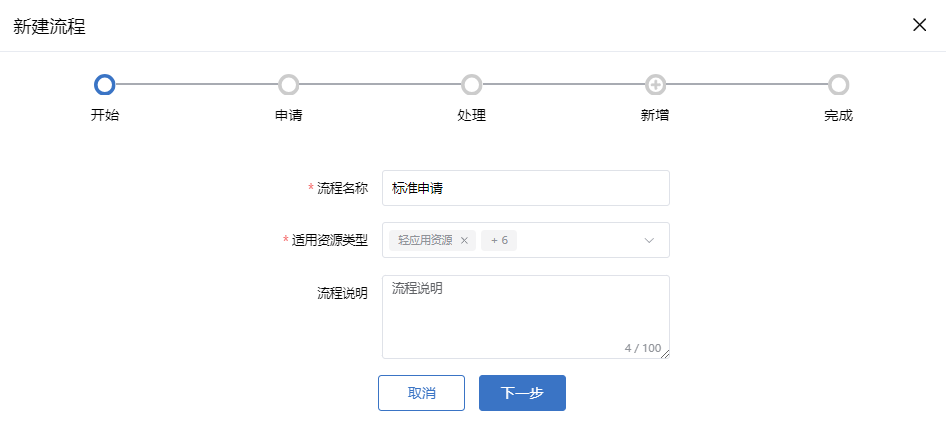 新建流程
开始
申请
处理
新增
完成
* 流程名称
标准申请
* 适用资源类型
轻应用资源
+ 6
流程说明
流程说明
4 / 100
取消
下一步